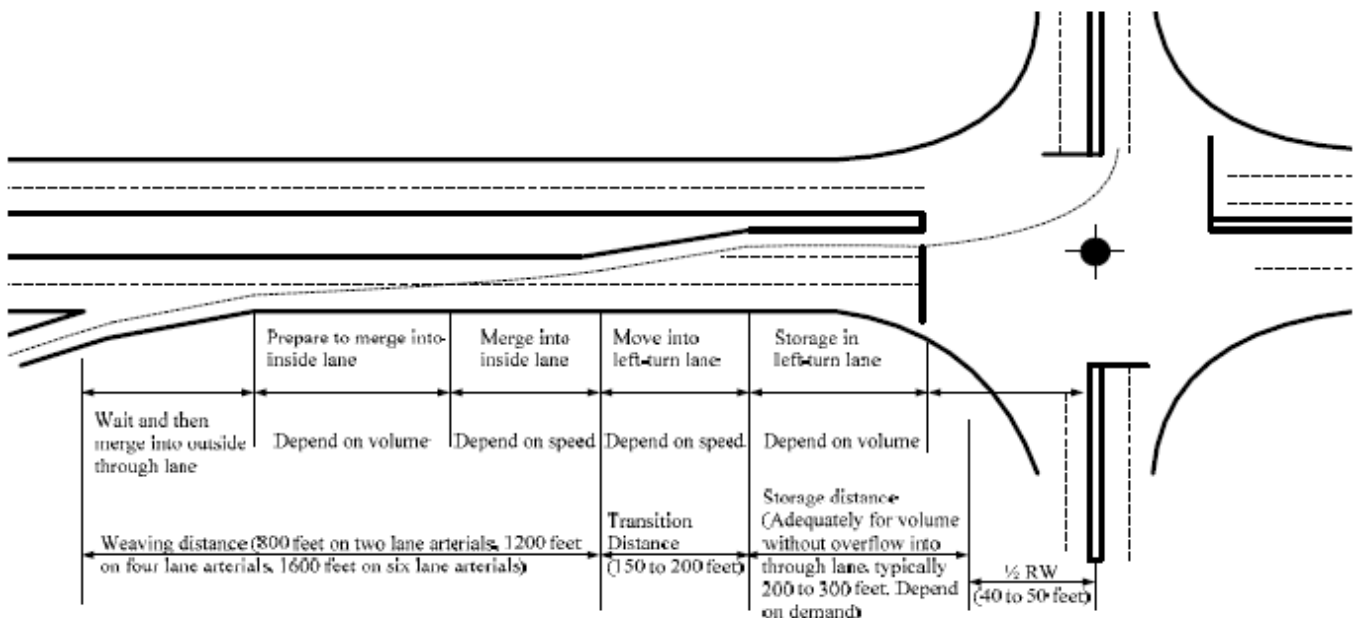 Prepare to merge into
inside lane
Merge into
inside lane
Move into
left-turn lane
Storage in
left-turn lane
Wait and then
merge into outside
through lane
Depend on volume
Depend on speed
Depend on speed
Depend on volume
Weaving distance (800 feet on two lane arterials, 1200 feet
on four lane arterials, 1600 feet on six lane arterials)
Transition
Distance
(150 to 200 feet)
Storage distance
(Adequately for volume
without overflow into
through lane, typically
200 to 300 feet. Depend
on demand)
½ RW
(40 to 50 feet)